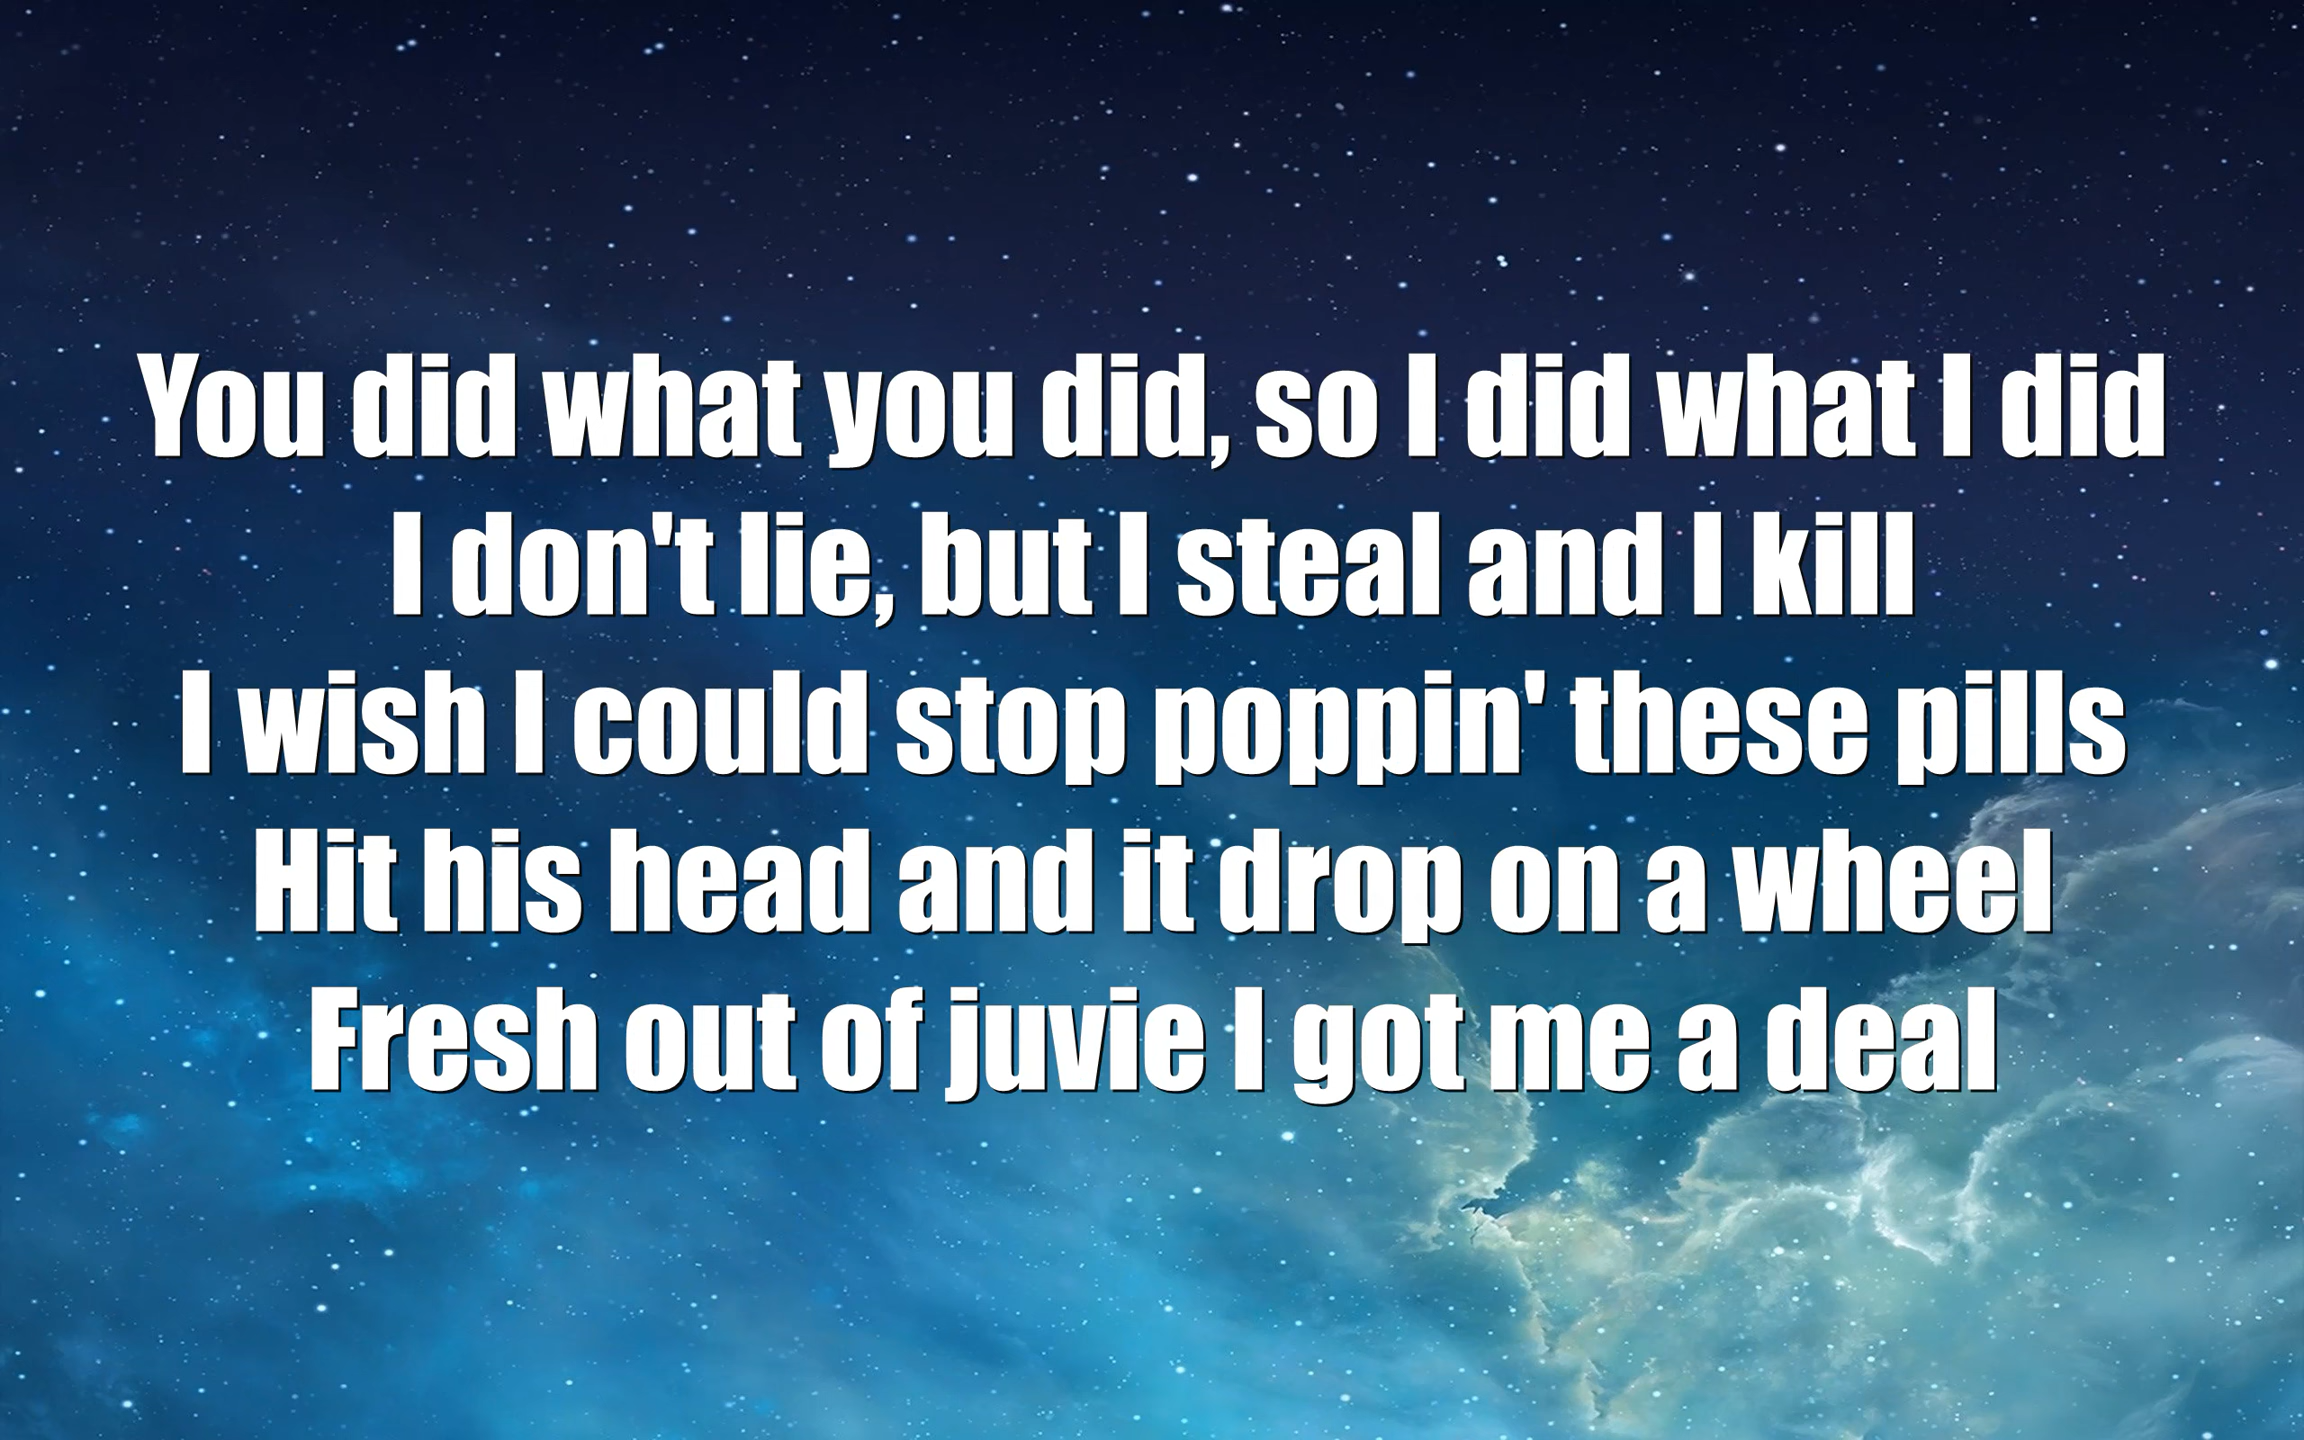 You did what you did, so I did what I did
I don't lie, but I steal and I kill
I wish I could stop poppin' these pills
Hit his head and it drop on a wheel
Fresh out of juvie I got me a deal